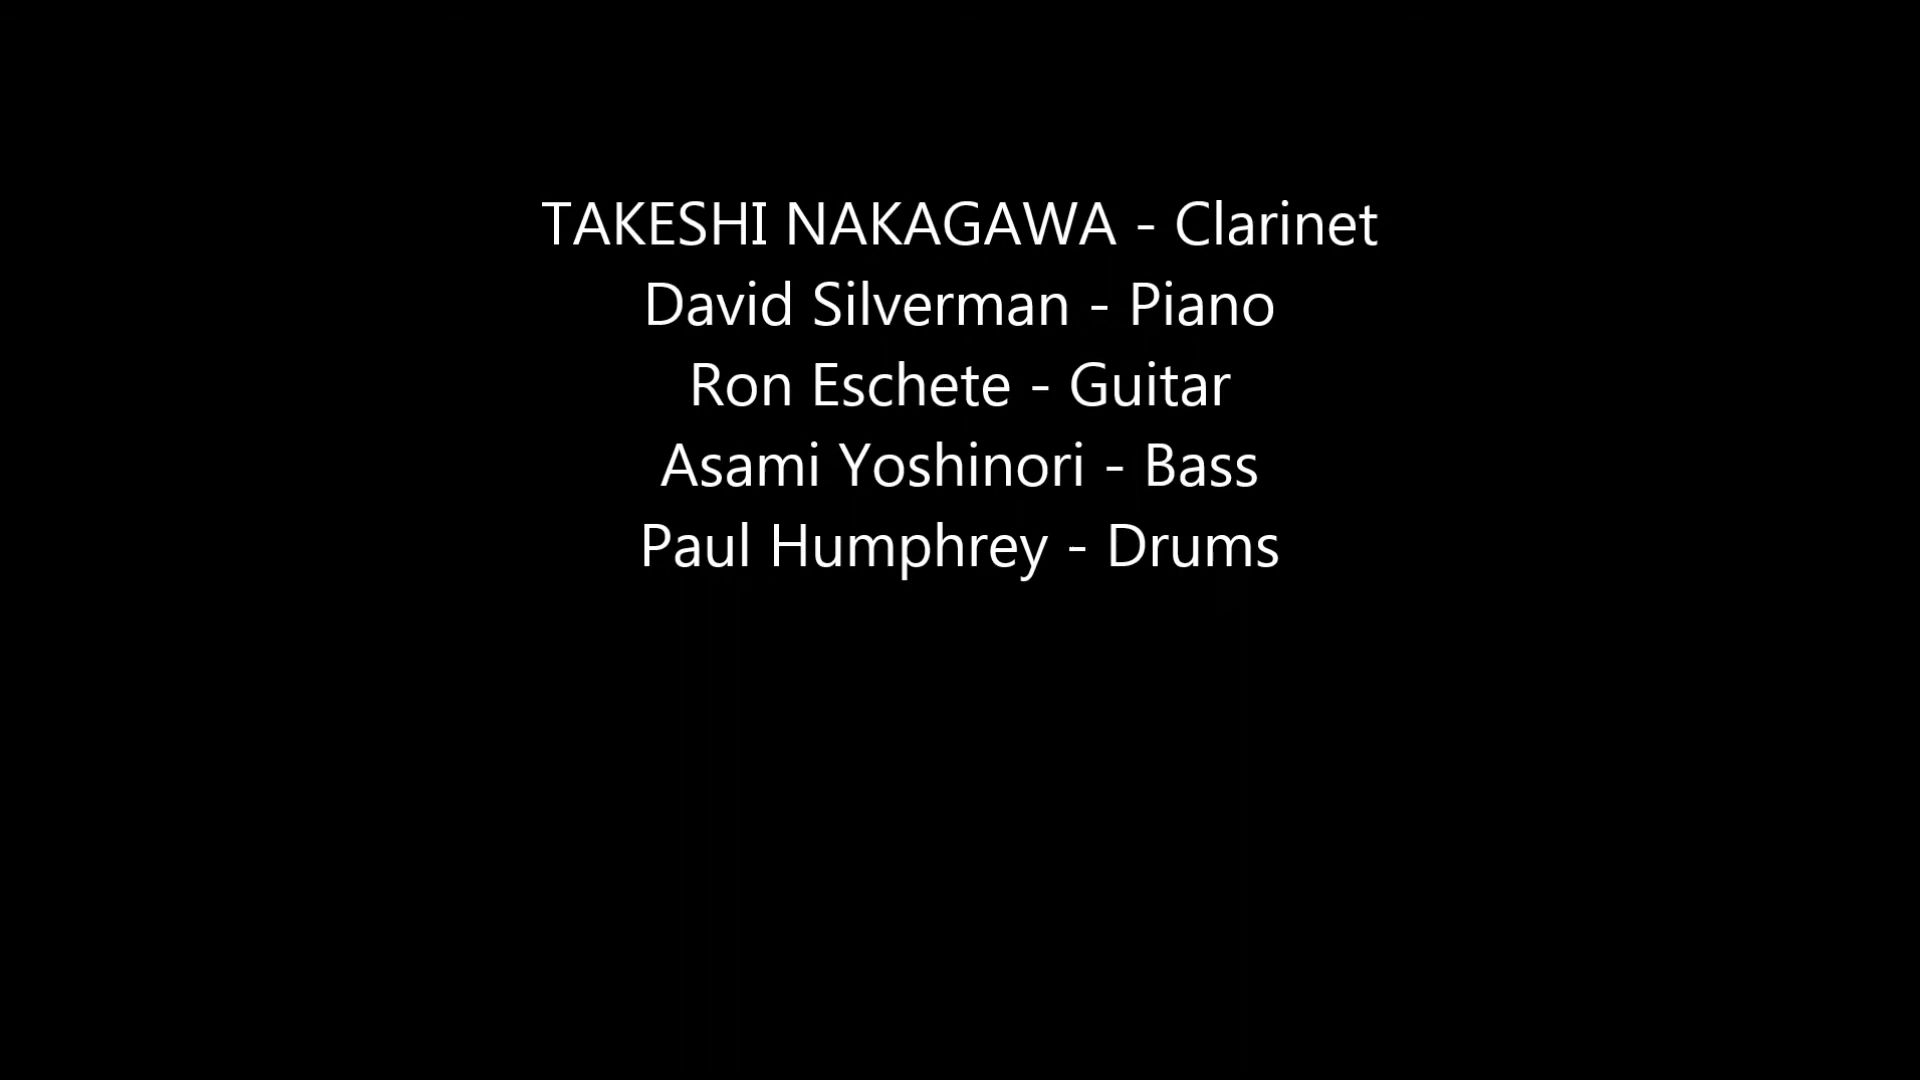 TAKESHI NAKAGAWA - Clarinet
David Silverman - Piano
Ron Eschete - Guitar
Asami Yoshinori - Bass
Paul Humphrey - Drums